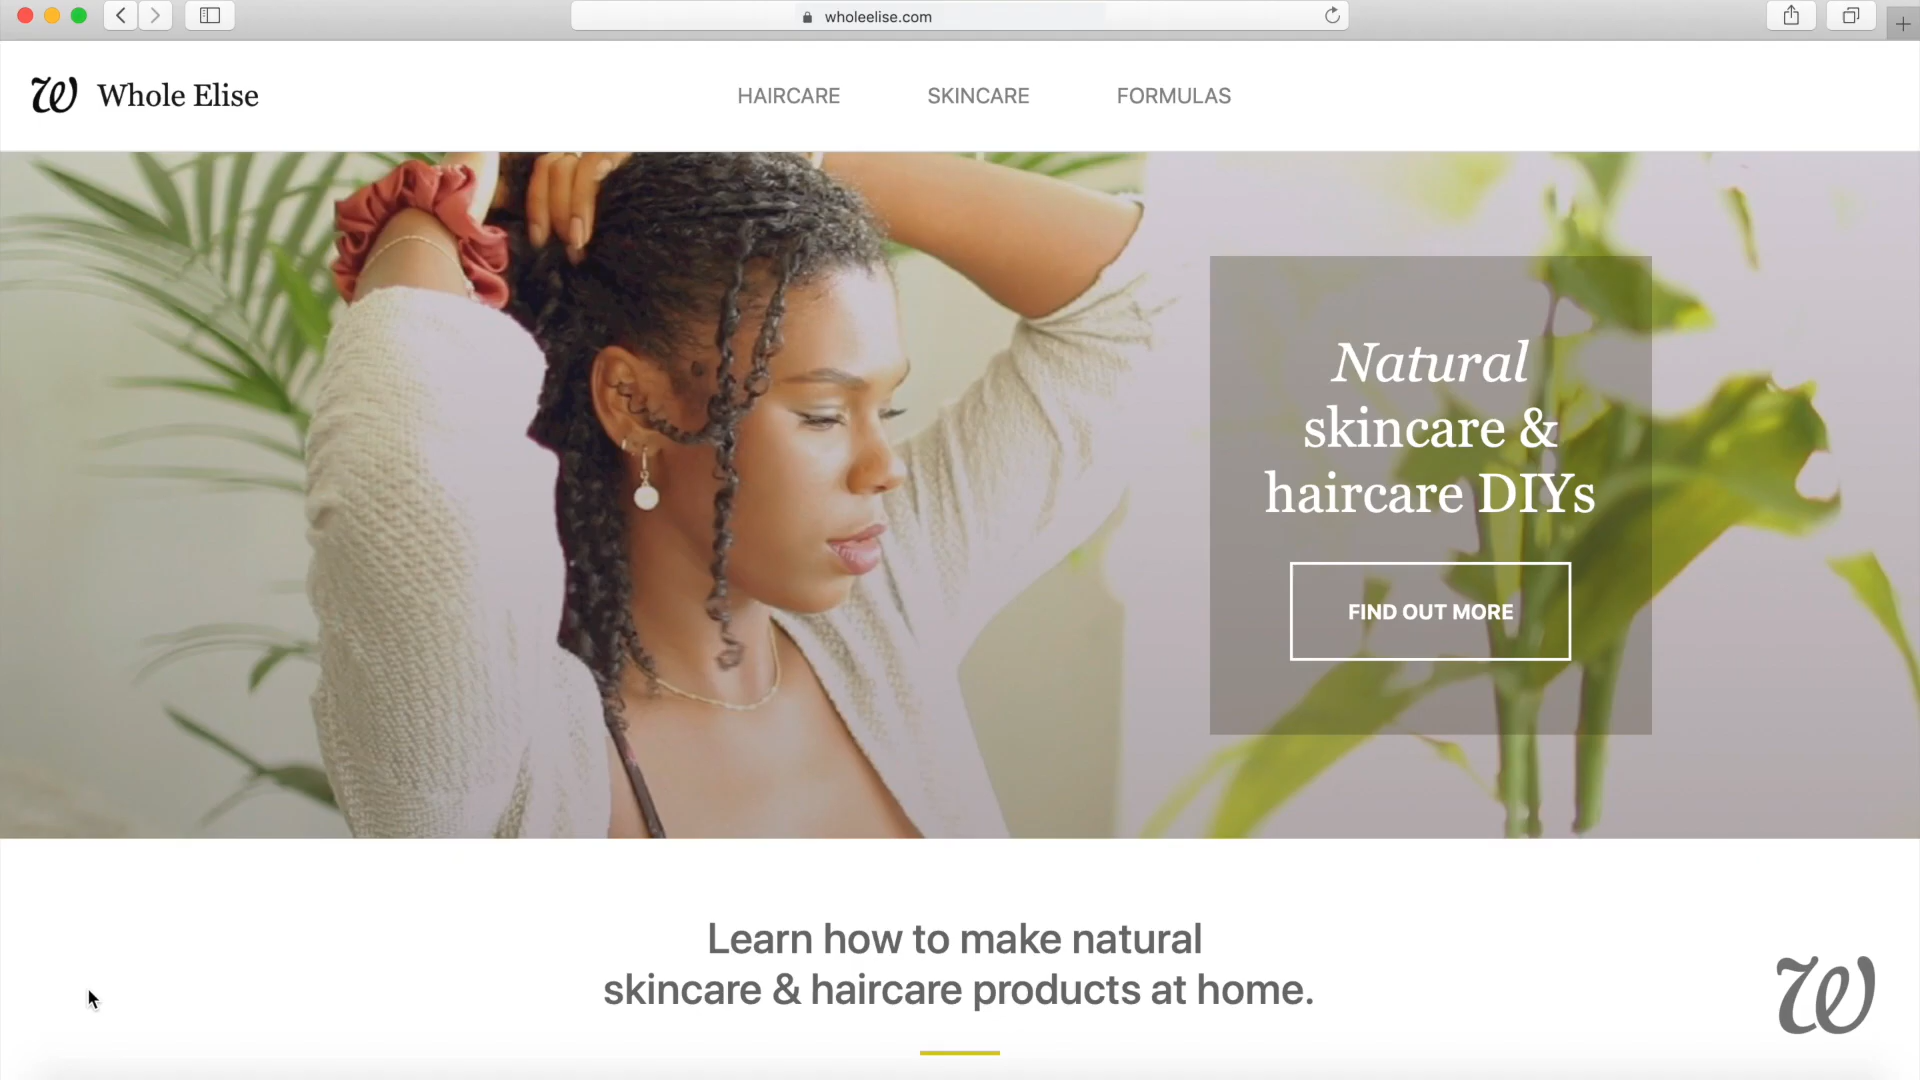 wholeelise.com
W Whole Elise
HAIRCARE
SKINCARE
FORMULAS
Natural
skincare &
haircare DIYs
FIND OUT MORE
Learn how to make natural
skincare & haircare products at home.
W